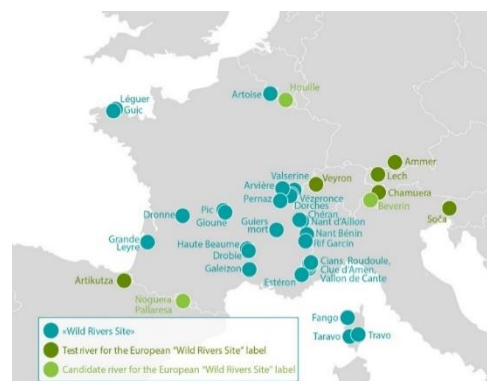 Léguer
Guic
Artoise
Houille
Ammer
Lech
Chamuera
Beverin
Soča
Valserine
Arvière
Veyron
Pernaz
Vézeronce
Dorches
Chéran
Nant d'Aillon
Guiers
mort
Nant Bénin
Rif Garcin
Dronne
Pic
Gioune
Grande
Leyre
Haute Beaume
Drobie
Galeizon
Cians, Roudoule,
Clue d'Amen,
Vallon de Cante
Estéron
Artikutza
Noguera
Pallaresa
Fango
Taravo
Travo
«Wild Rivers Site»
Test river for the European "Wild Rivers Site" label
Candidate river for the European "Wild Rivers Site" label